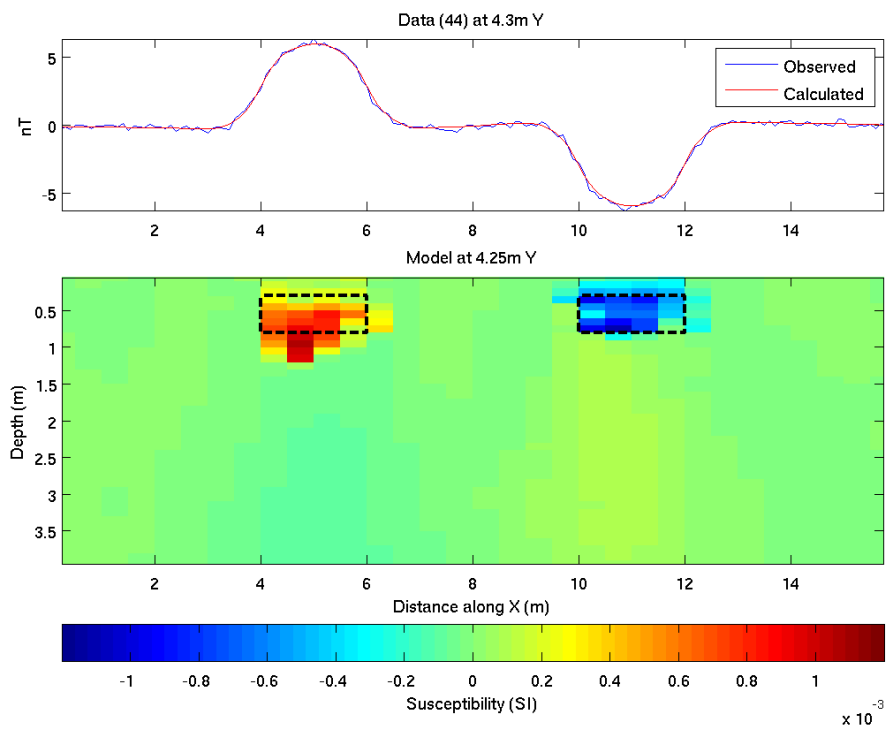 Data (44) at 4.3m Y
5
0
-5
nT
Observed
Calculated
2 4 6 8 10 12 14
Model at 4.25m Y
0.5
1
1.5
2
2.5
3
3.5
Depth (m)
2 4 6 8 10 12 14
Distance along X (m)
-1 -0.8 -0.6 -0.4 -0.2 0 0.2 0.4 0.6 0.8 1
Susceptibility (SI)
x 10^-3